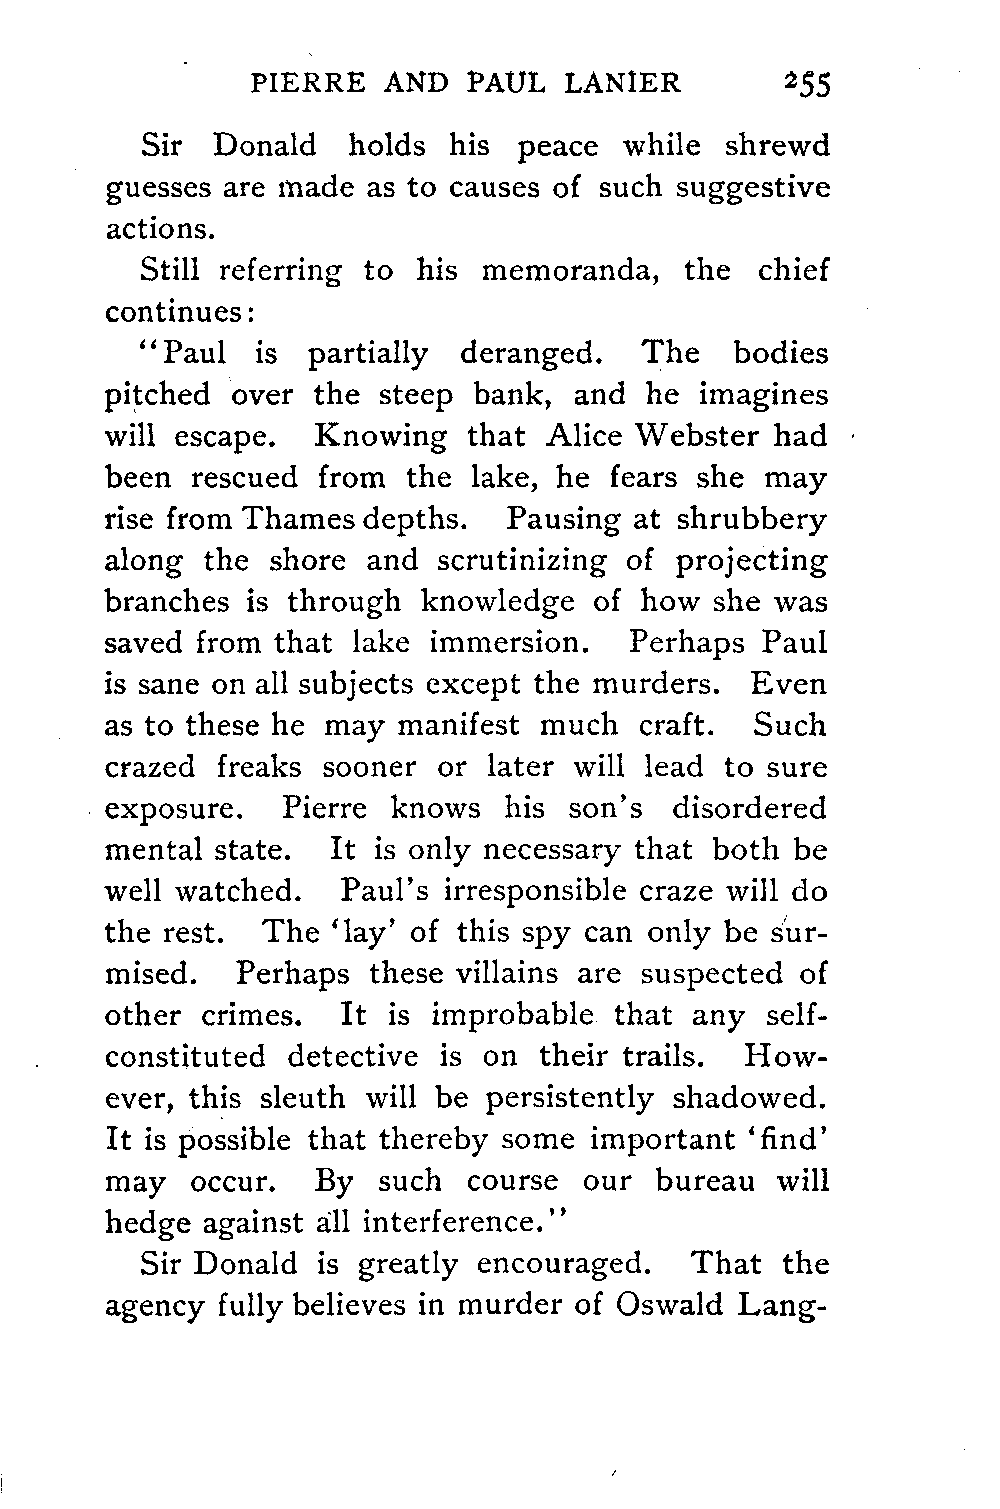 PIERRE AND PAUL LANIER 255
Sir Donald holds his peace while shrewd
guesses are made as to causes of such suggestive
actions.
Still referring to his memoranda, the chief
continues:
"Paul is partially deranged. The bodies
pitched over the steep bank, and he imagines
will escape. Knowing that Alice Webster had
been rescued from the lake, he fears she may
rise from Thames depths. Pausing at shrubbery
along the shore and scrutinizing of projecting
branches is through knowledge of how she was
saved from that lake immersion. Perhaps Paul
is sane on all subjects except the murders. Even
as to these he may manifest much craft. Such
crazed freaks sooner or later will lead to sure
exposure. Pierre knows his son's disordered
mental state. It is only necessary that both be
well watched. Paul's irresponsible craze will do
the rest. The 'lay' of this spy can only be sur-
mised. Perhaps these villains are suspected of
other crimes. It is improbable that any self-
constituted detective is on their trails. How-
ever, this sleuth will be persistently shadowed.
It is possible that thereby some important 'find'
may occur. By such course our bureau will
hedge against all interference."
Sir Donald is greatly encouraged. That the
agency fully believes in murder of Oswald Lang-